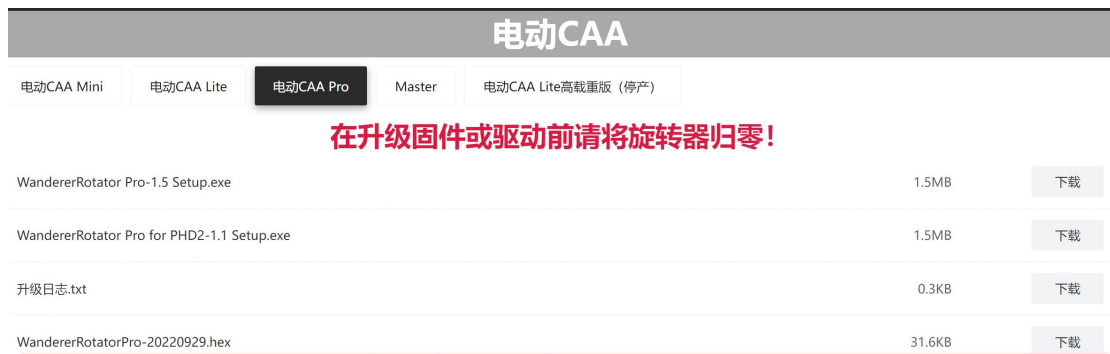 电动CAA
电动CAA Mini 电动CAA Lite 电动CAA Pro Master 电动CAA Lite高载重版（停产）
在升级固件或驱动前请将旋转器归零！
WandererRotator Pro-1.5 Setup.exe 1.5MB 下载
WandererRotator Pro for PHD2-1.1 Setup.exe 1.5MB 下载
升级日志.txt 0.3KB 下载
WandererRotatorPro-20220929.hex 31.6KB 下载